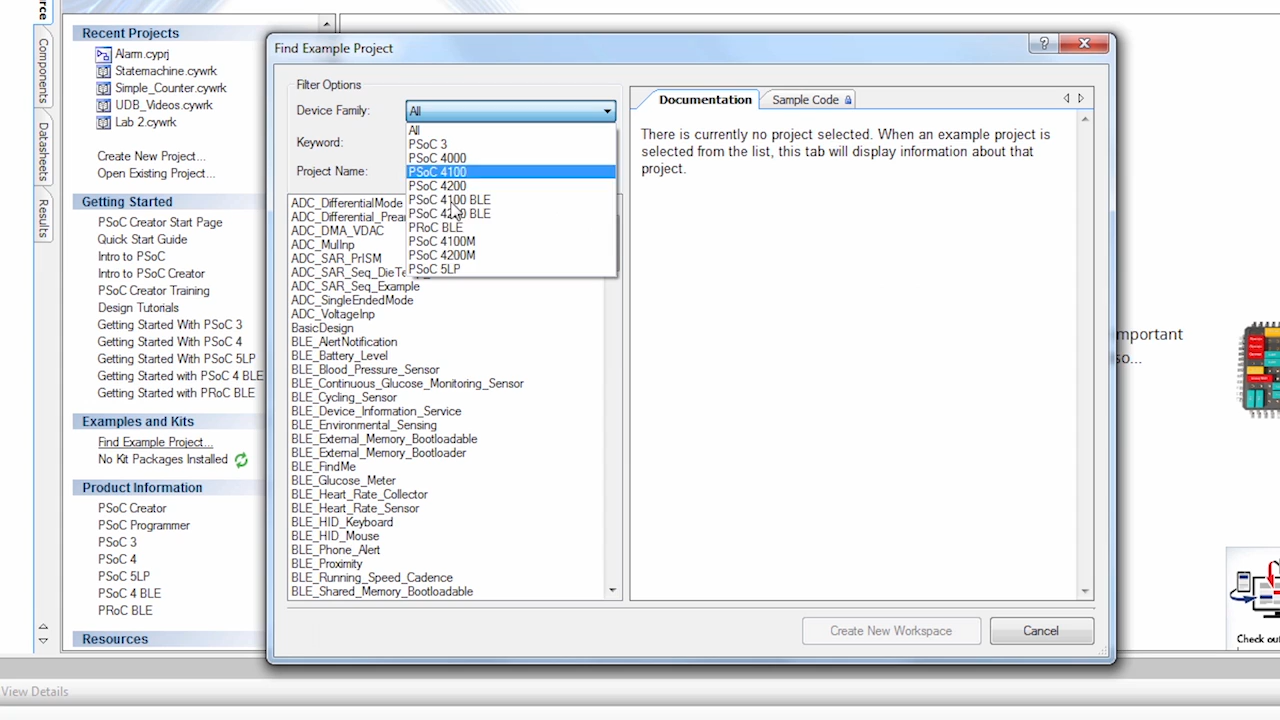 rce
Components
Datasheets
Results
Recent Projects
Alarm.cyprj
Statemachine.cywrk
Simple_Counter.cywrk
UDB_Videos.cywrk
Lab 2.cywrk
Create New Project...
Open Existing Project...
Getting Started
PSoC Creator Start Page
Quick Start Guide
Intro to PSoC
Intro to PSoC Creator
PSoC Creator Training
Design Tutorials
Getting Started With PSoC 3
Getting Started With PSoC 4
Getting Started With PSoC 5LP
Getting Started with PSoC 4 BLE
Getting Started with PRoC BLE
Examples and Kits
Find Example Project...
No Kit Packages Installed
Product Information
PSoC Creator
PSoC Programmer
PSoC 3
PSoC 4
PSoC 5LP
PSoC 4 BLE
PRoC BLE
Resources
View Details
Find Example Project
Filter Options
Device Family:
All
Keyword:
Project Name:
All
PSoC 3
PSoC 4000
PSoC 4100
PSoC 4200
PSoC 4100 BLE
PSoC 4200 BLE
PRoC BLE
PSoC 4100M
PSoC 4200M
PSoC 5LP
ADC_DifferentialMode
ADC_Differential_Prea
ADC_DMA_VDAC
ADC_MulInp
ADC_SAR_PrISM
ADC_SAR_Seq_DieTe
ADC_SAR_Seq_Example
ADC_SingleEndedMode
ADC_VoltageInp
BasicDesign
BLE_AlertNotification
BLE_Battery_Level
BLE_Blood_Pressure_Sensor
BLE_Continuous_Glucose_Monitoring_Sensor
BLE_Cycling_Sensor
BLE_Device_Information_Service
BLE_Environmental_Sensing
BLE_External_Memory_Bootloadable
BLE_External_Memory_Bootloader
BLE_FindMe
BLE_Glucose_Meter
BLE_Heart_Rate_Collector
BLE_Heart_Rate_Sensor
BLE_HID_Keyboard
BLE_HID_Mouse
BLE_Phone_Alert
BLE_Proximity
BLE_Running_Speed_Cadence
BLE_Shared_Memory_Bootloadable
Documentation
Sample Code
There is currently no project selected. When an example project is
selected from the list, this tab will display information about that
project.
Create New Workspace
Cancel
mportant
so...
Check ou